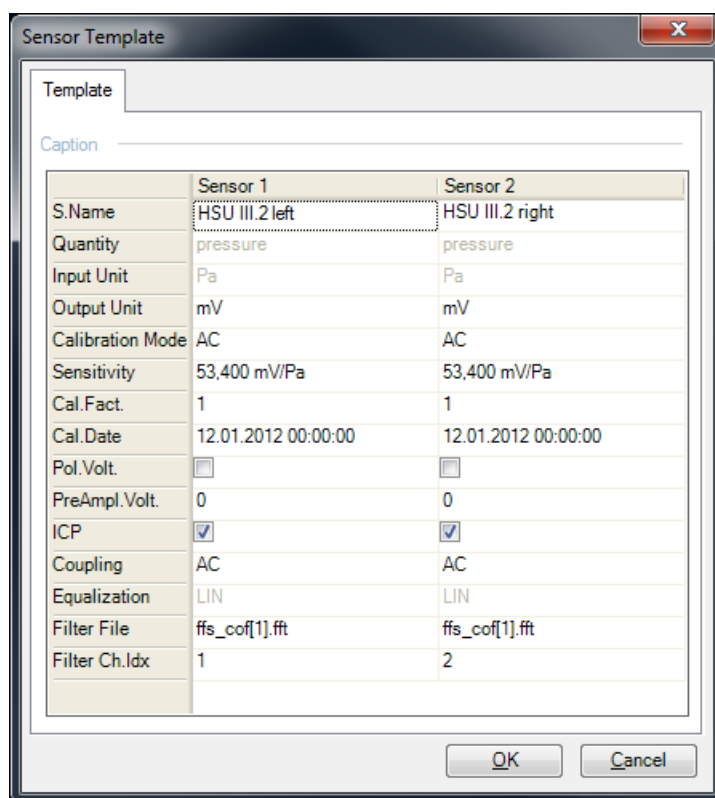 Sensor Template
Template
Caption
Sensor 1 Sensor 2
S.Name HSU III.2 left HSU III.2 right
Quantity pressure pressure
Input Unit Pa Pa
Output Unit mV mV
Calibration Mode AC AC
Sensitivity 53,400 mV/Pa 53,400 mV/Pa
Cal.Fact. 1 1
Cal.Date 12.01.2012 00:00:00 12.01.2012 00:00:00
Pol.Volt.
PreAmpl.Volt. 0 0
ICP
Coupling AC AC
Equalization LIN LIN
Filter File ffs_cof[1].fft ffs_cof[1].fft
Filter Ch.Idx 1 2
OK Cancel